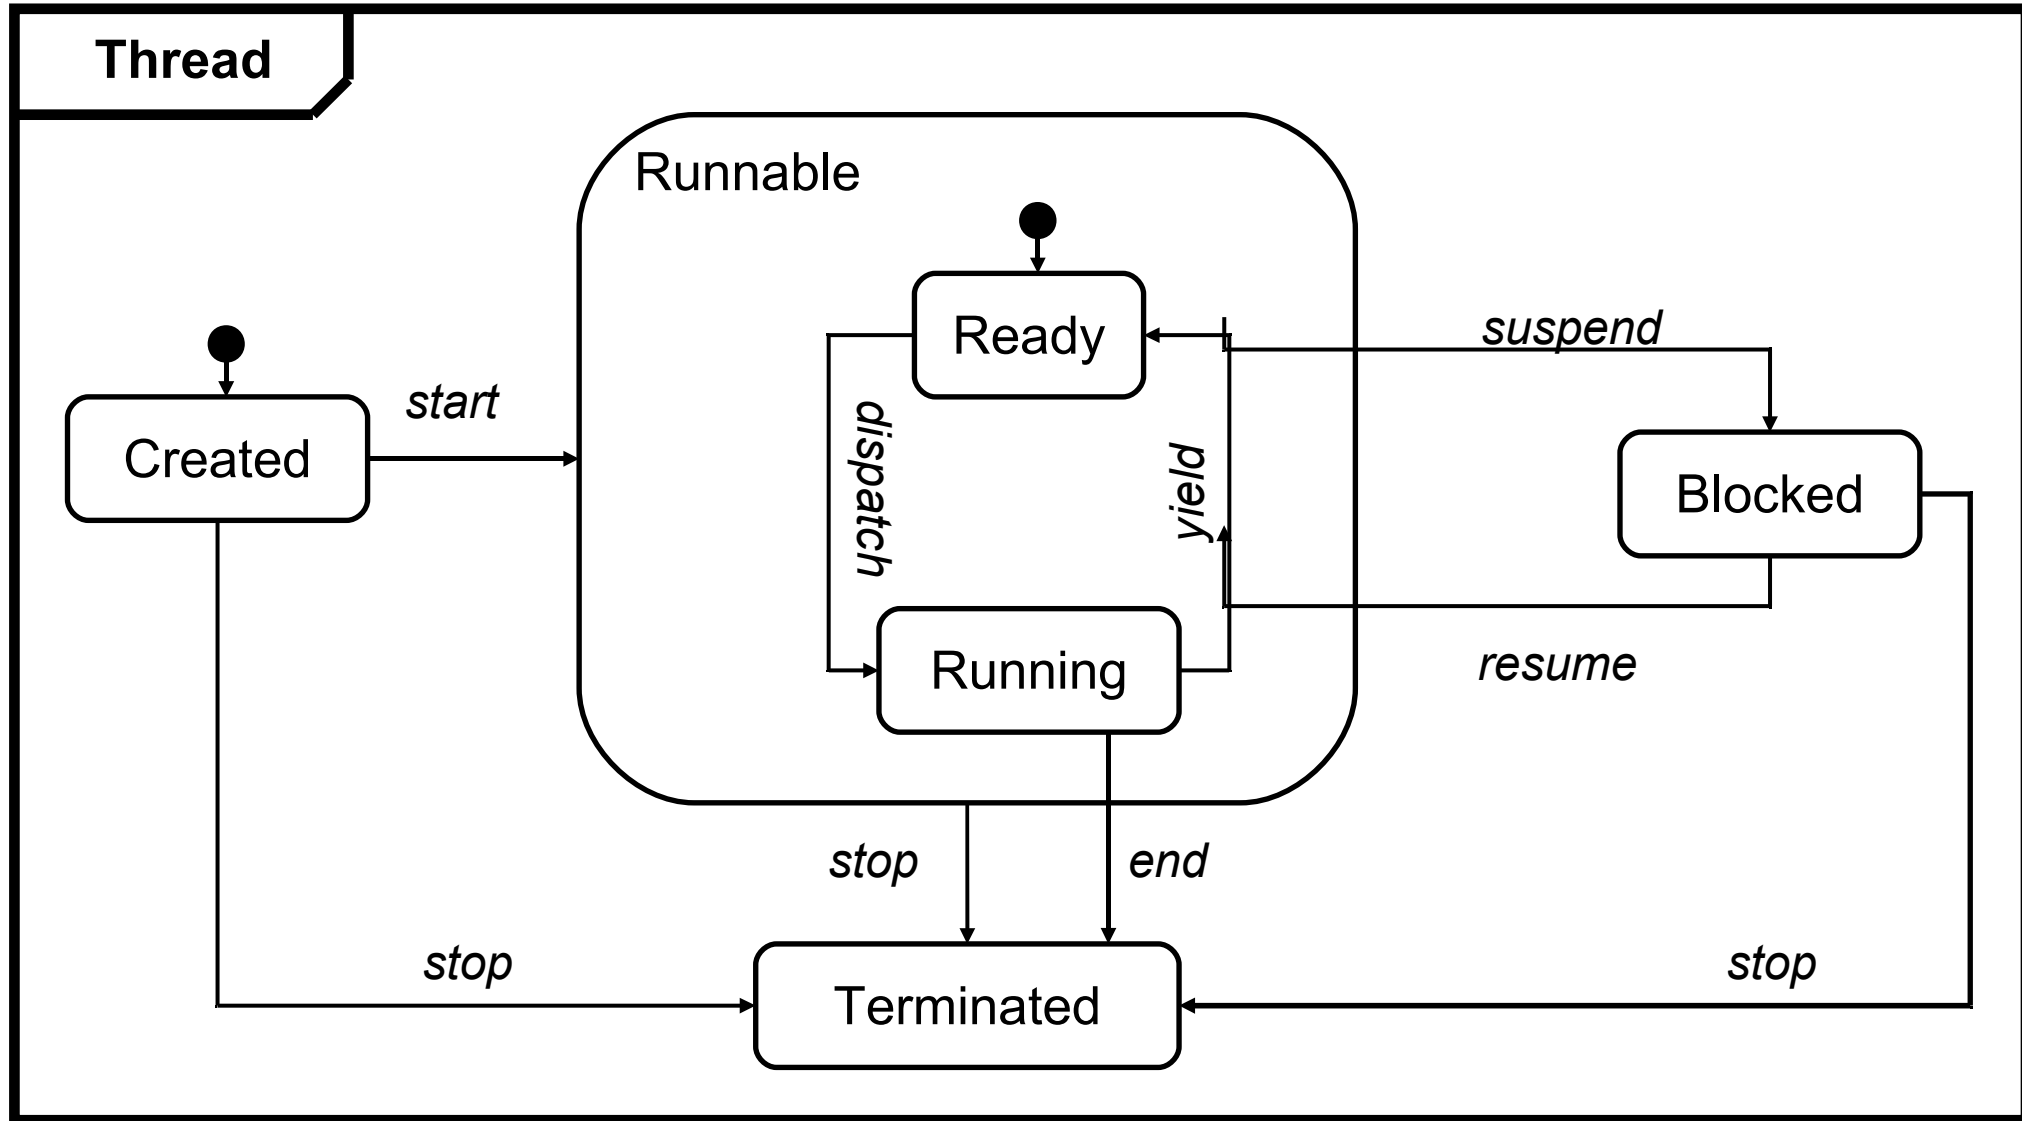 Thread
Runnable
Ready
suspend
start
dispatch
yield
Created
Blocked
Running
resume
stop
end
stop
stop
Terminated